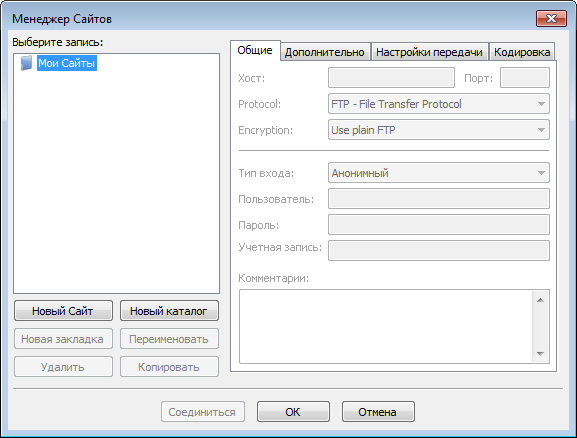 Менеджер Сайтов
Выберите запись:
Мои Сайты
Новый Сайт
Новый каталог
Новая закладка
Переименовать
Удалить
Копировать
Общие
Дополнительно
Настройки передачи
Кодировка
Хост:
Порт:
Protocol:
FTP - File Transfer Protocol
Encryption:
Use plain FTP
Тип входа:
Анонимный
Пользователь:
Пароль:
Учетная запись:
Комментарии:
Соединиться
OK
Отмена